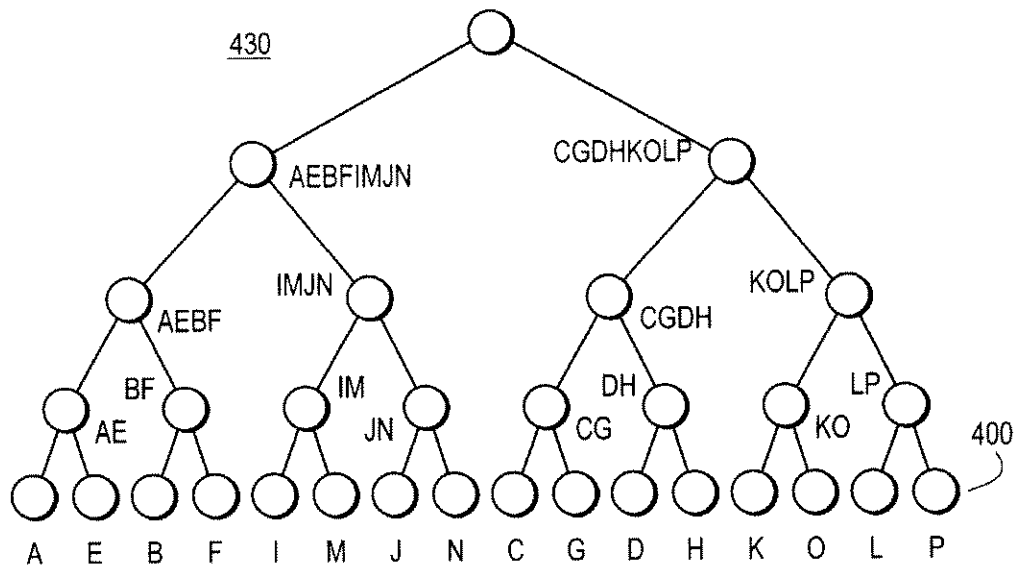 430
CGDHKOLP
AEBFIMJN
IMJN
KOLP
AEBF
CGDH
BF
IM
DH
LP
AE
JN
CG
KO
400
A E B F I M J N C G D H K O L P